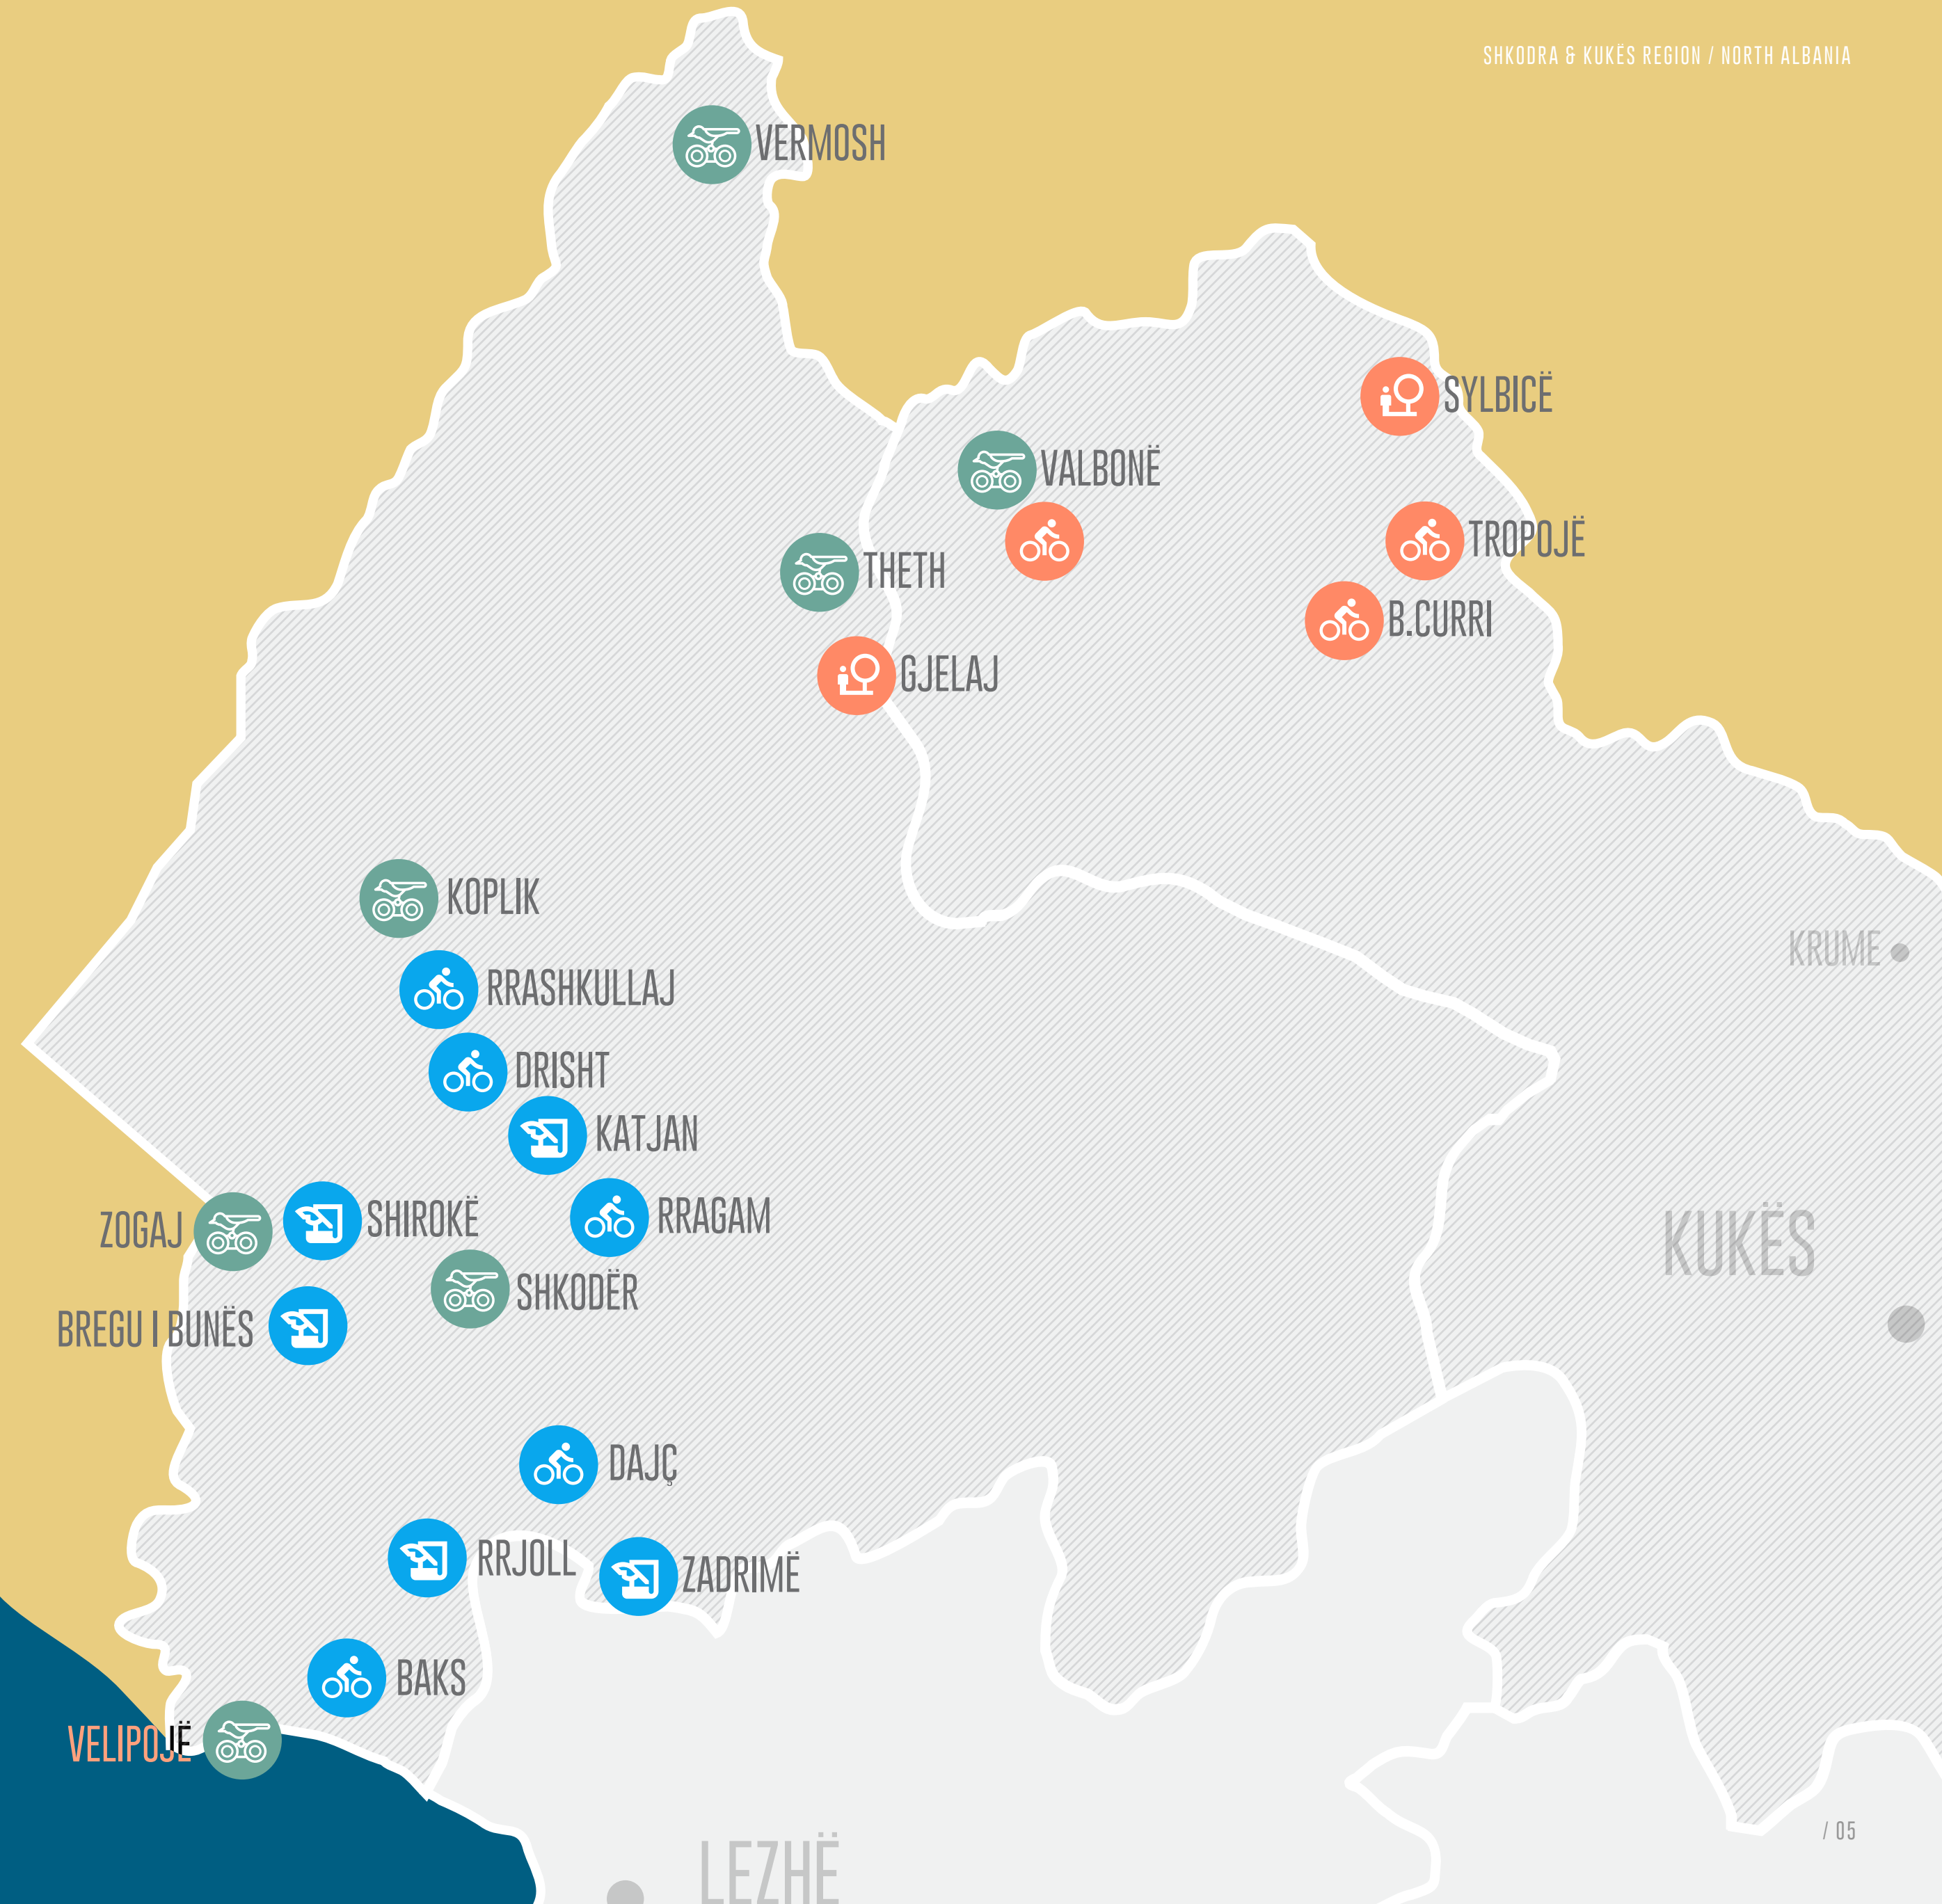 SHKODRA & KUKËS REGION / NORTH ALBANIA
VERMOSH
SYLBICË
VALBONË
TROPOJË
THETH
B.CURRI
GJELAJ
KOPLIK
KRUME
RRASHKULLAJ
DRISHT
KATJAN
ZOGAJ
SHIROKË
RRAGAM
KUKËS
SHKODËR
BREGU I BUNËS
DAJÇ
RRJOLL
ZADRIMË
BAKS
VELIPOJË
/ 05
LEZHË